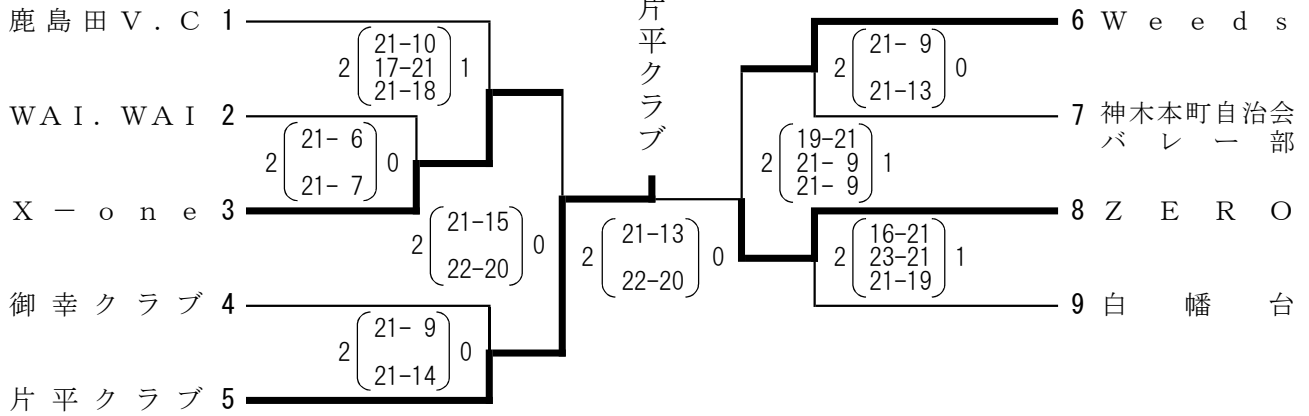 片平クラブ
鹿島田V.C 1
2 21-10 17-21 21-18 1
WAI.WAI 2
2 21- 6 21- 7 0
X－one 3
2 21-15 22-20 0
御幸クラブ 4
2 21- 9 21-14 0
片平クラブ 5
2 21-13 22-20 0
6 Weeds
2 21- 9 21-13 0
7 神木本町自治会
バレー部
2 19-21 21- 9 21- 9 1
8 ZERO
2 16-21 23-21 21-19 1
9 白幡台